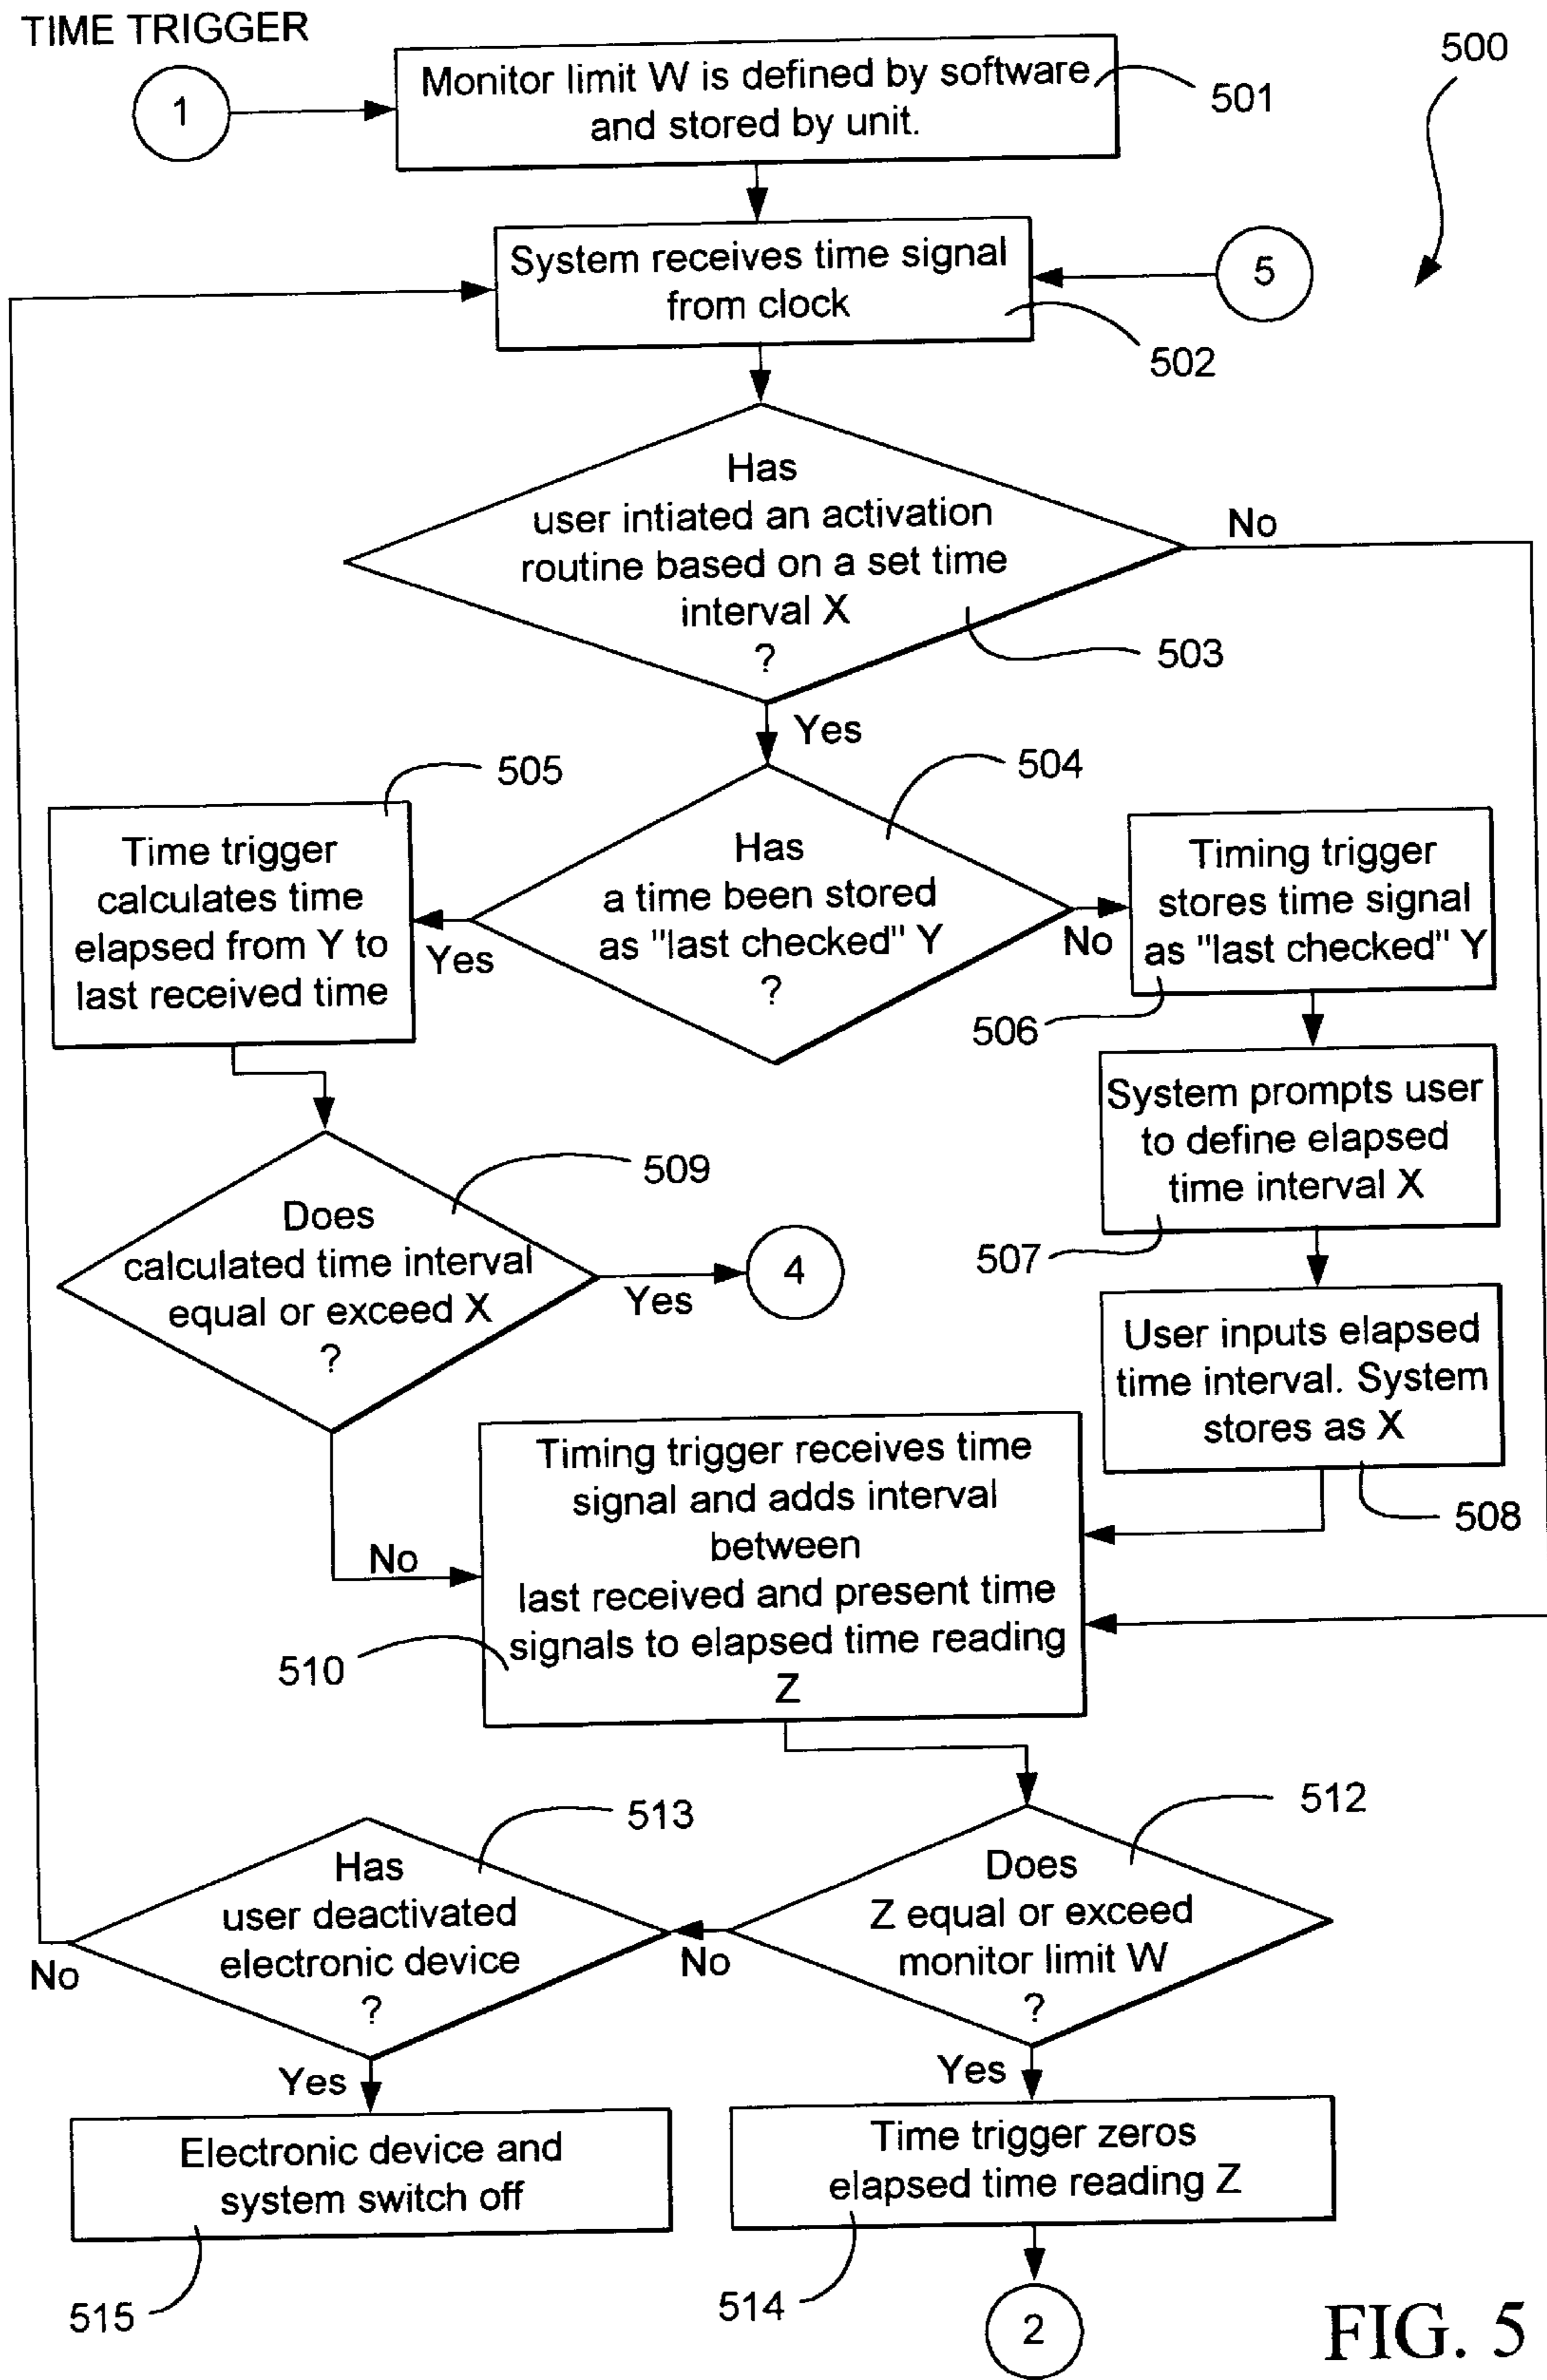 TIME TRIGGER
1
Monitor limit W is defined by software
and stored by unit.
501
500
System receives time signal
from clock
5
502
Has
user intiated an activation
routine based on a set time
interval X
?
No
503
Yes
505
504
Time trigger
calculates time
elapsed from Y to
last received time
Yes
Has
a time been stored
as "last checked" Y
?
No
Timing trigger
stores time signal
as "last checked" Y
506
System prompts user
to define elapsed
time interval X
507
509
Does
calculated time interval
equal or exceed X
?
Yes
4
User inputs elapsed
time interval. System
stores as X
508
No
Timing trigger receives time
signal and adds interval
between
last received and present time
signals to elapsed time reading
Z
510
513
512
Has
user deactivated
electronic device
?
No
No
Does
Z equal or exceed
monitor limit W
?
Yes
Yes
Electronic device and
system switch off
515
Time trigger zeros
elapsed time reading Z
514
2
FIG. 5